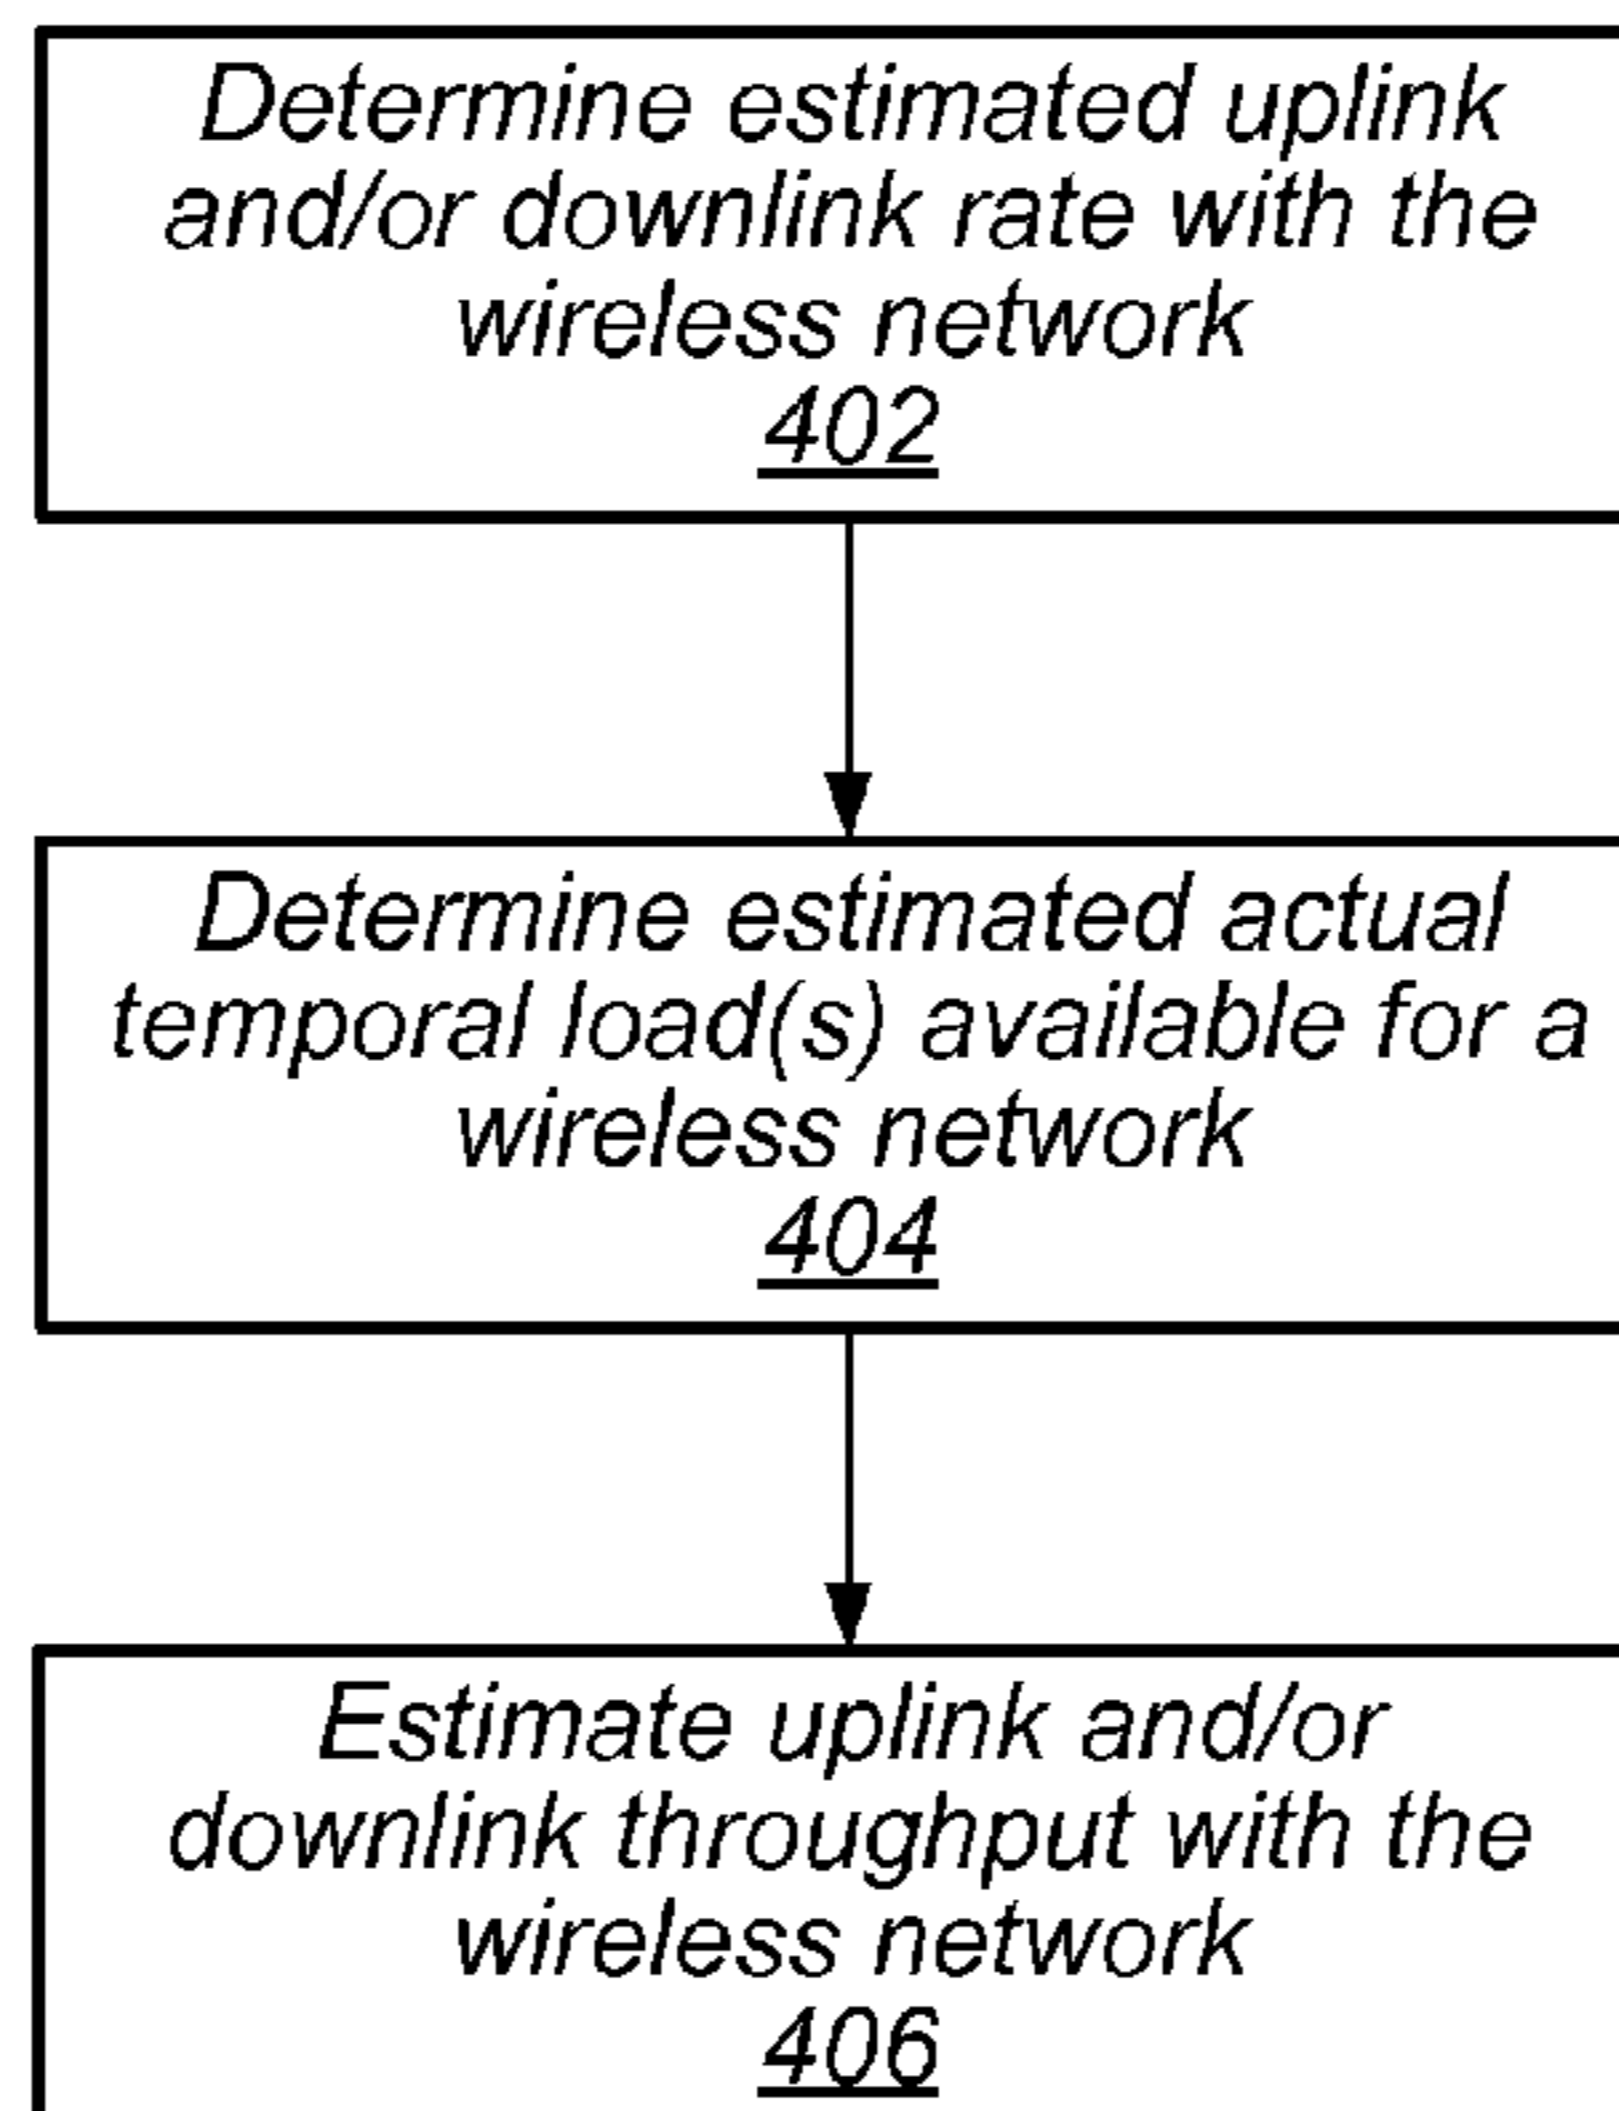 Determine estimated uplink
and/or downlink rate with the
wireless network
402
Determine estimated actual
temporal load(s) available for a
wireless network
404
Estimate uplink and/or
downlink throughput with the
wireless network
406